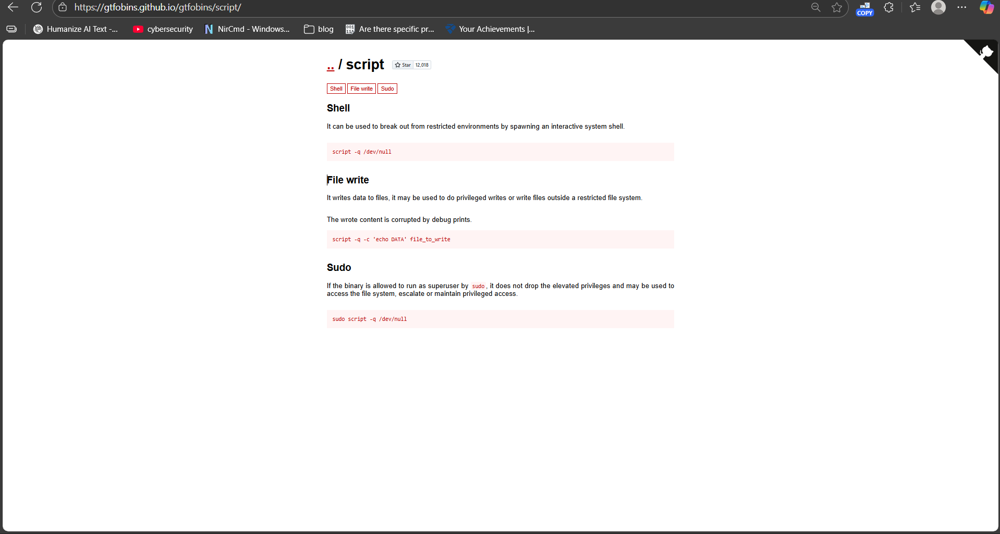 https://gtfobins.github.io/gtfobins/script/
COPY
Humanize AI Text -...
cybersecurity
NirCmd - Windows...
blog
Are there specific pr...
Your Achievements |...
.. / script
Star 12,018
Shell File write Sudo
Shell
It can be used to break out from restricted environments by spawning an interactive system shell.
script -q /dev/null
File write
It writes data to files, it may be used to do privileged writes or write files outside a restricted file system.
The wrote content is corrupted by debug prints.
script -q -c 'echo DATA' file_to_write
Sudo
If the binary is allowed to run as superuser by sudo, it does not drop the elevated privileges and may be used to
access the file system, escalate or maintain privileged access.
sudo script -q /dev/null